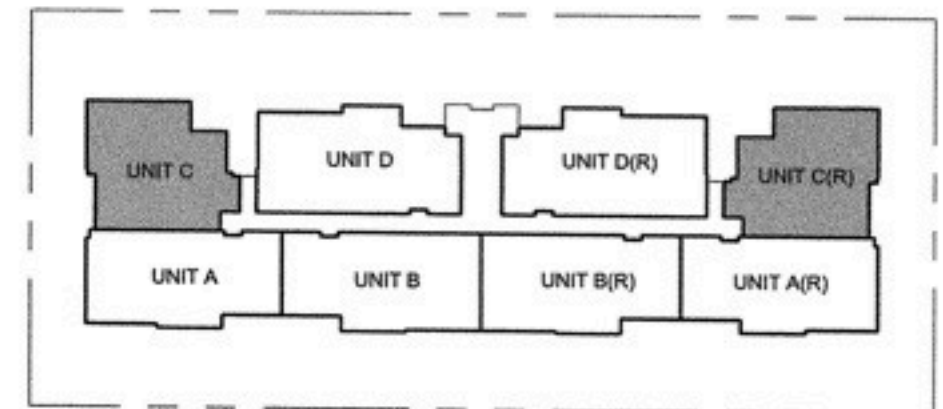 UNIT C
UNIT D
UNIT D(R)
UNIT C(R)
UNIT A
UNIT B
UNIT B(R)
UNIT A(R)